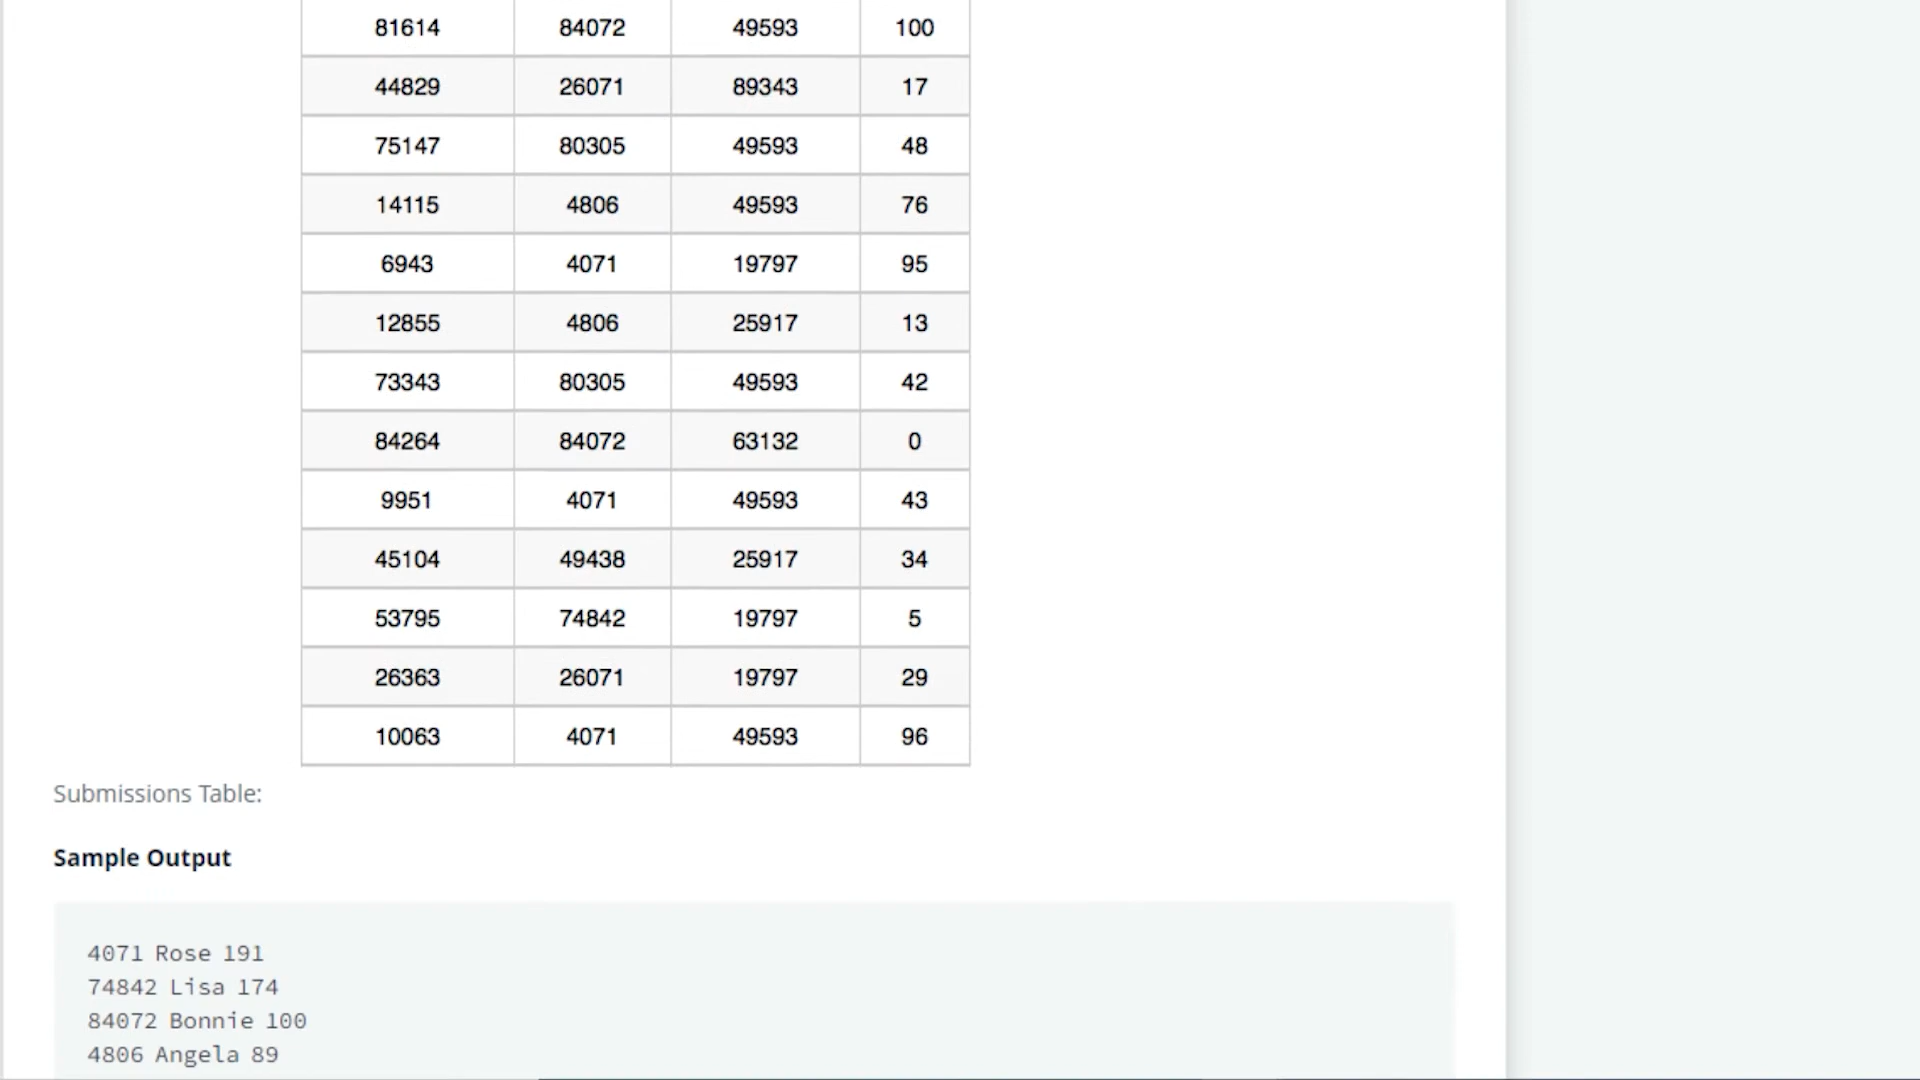 81614 84072 49593 100
44829 26071 89343 17
75147 80305 49593 48
14115 4806 49593 76
6943 4071 19797 95
12855 4806 25917 13
73343 80305 49593 42
84264 84072 63132 0
9951 4071 49593 43
45104 49438 25917 34
53795 74842 19797 5
26363 26071 19797 29
10063 4071 49593 96
Submissions Table:
Sample Output
4071 Rose 191
74842 Lisa 174
84072 Bonnie 100
4806 Angela 89